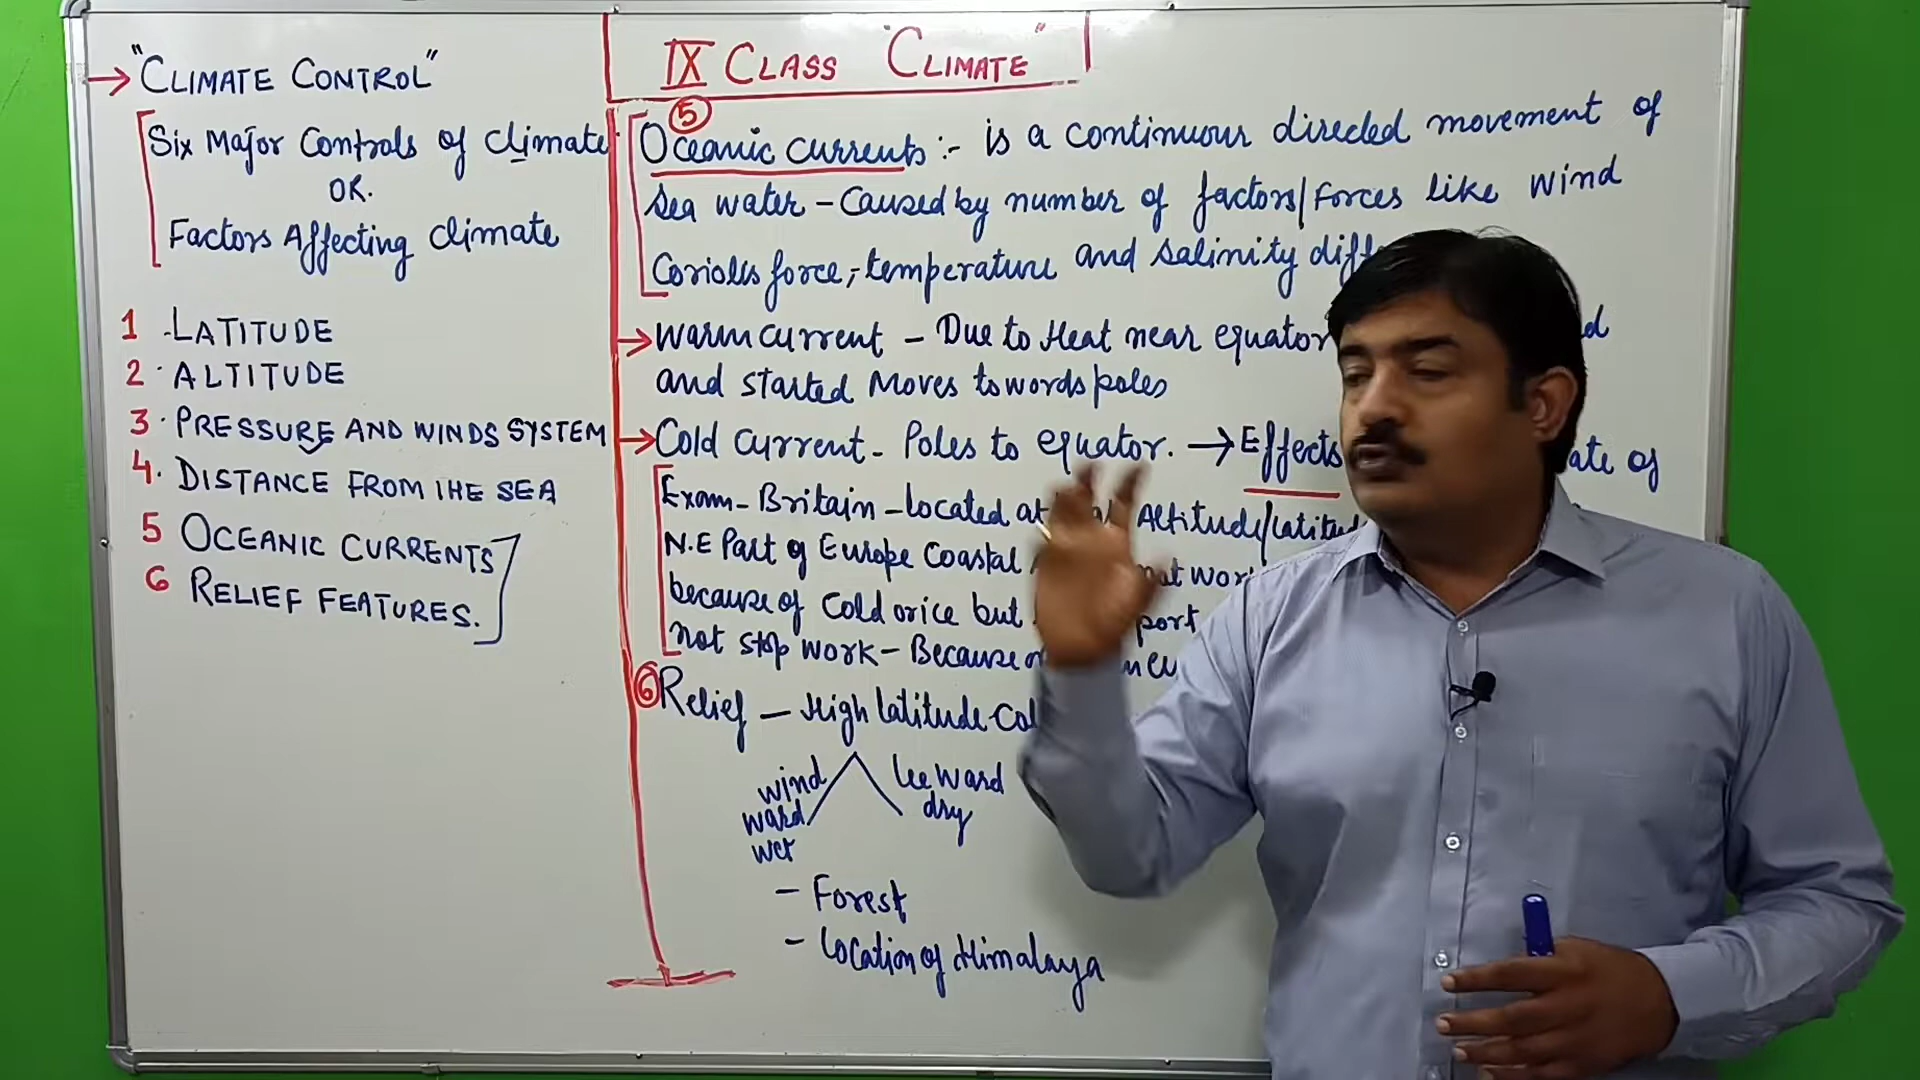 → "CLIMATE CONTROL"
Six Major Controls of climate
OR.
Factors Affecting climate
1 LATITUDE
2 ALTITUDE
3 PRESSURE AND WINDS SYSTEM
4. DISTANCE FROM THE SEA
5 OCEANIC CURRENTS
6 RELIEF FEATURES.
IX CLASS "CLIMATE"
5
Oceanic currents :- is a continuous directed movement of
sea water - caused by number of factors/Forces like wind
Coriolis force, temperature and salinity
→ warm current - Due to Heat near equator
and started Moves towords poles
→ Cold current - Poles to equator. → Effects of
Exam - Britain - located at Altitude/
N.E Part of Europe Coastal
because of cold or ice but port
not stop work - Because
6 Relief - High latitude
wind
ward
wet
leeward
dry
- Forest
- location of Himalaya